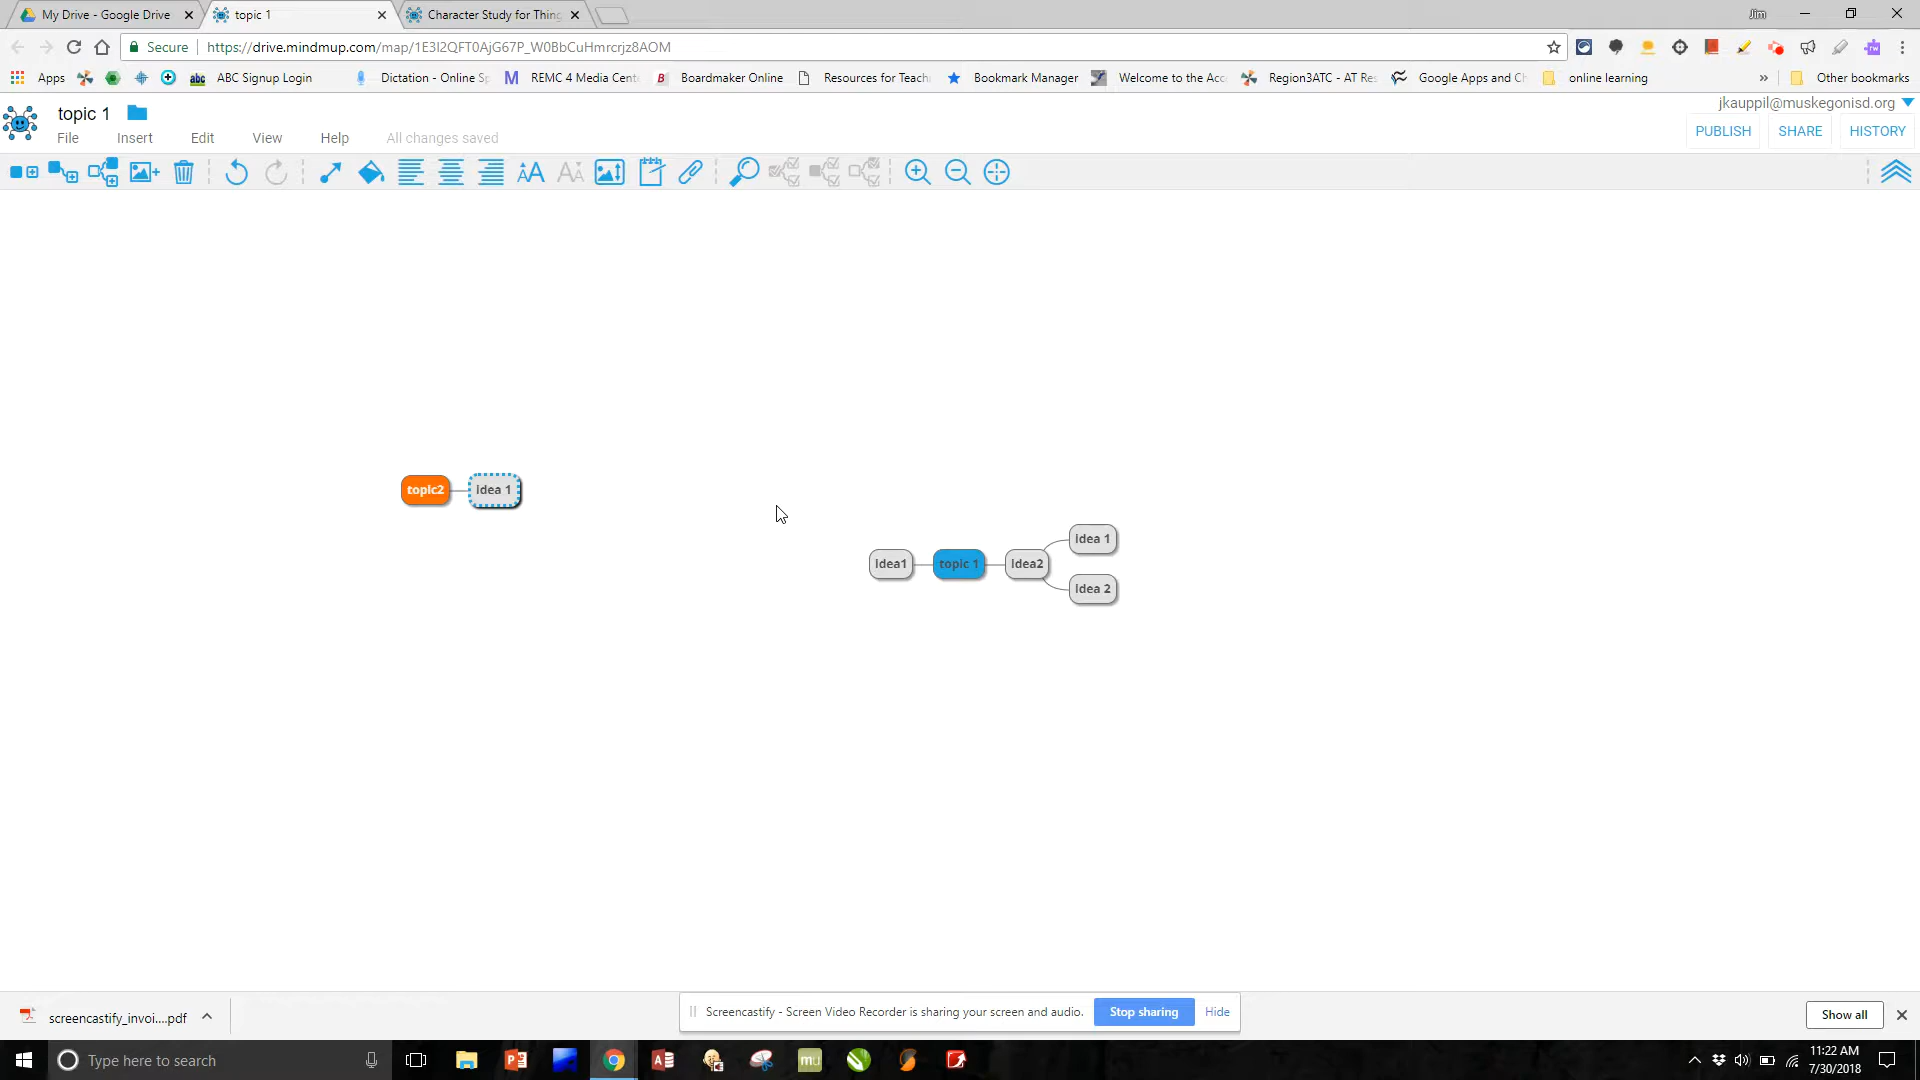 My Drive - Google Drive
topic 1
Character Study for Thing
Jim
Secure
https://drive.mindmup.com/map/1E3I2QFT0AjG67P_W0BbCuHmrcrjz8AOM
Apps
abc
ABC Signup Login
Dictation - Online Sp
M
REMC 4 Media Cent
B
Boardmaker Online
Resources for Teach
Bookmark Manager
Welcome to the Acc
Region3ATC - AT Res
Google Apps and Ch
online learning
»
Other bookmarks
topic 1
jkauppil@muskegonisd.org
File
Insert
Edit
View
Help
All changes saved
PUBLISH
SHARE
HISTORY
topic2
idea 1
idea 1
idea1
topic 1
idea2
idea 2
screencastify_invoi....pdf
Screencastify - Screen Video Recorder is sharing your screen and audio.
Stop sharing
Hide
Show all
Type here to search
mu
11:22 AM
7/30/2018